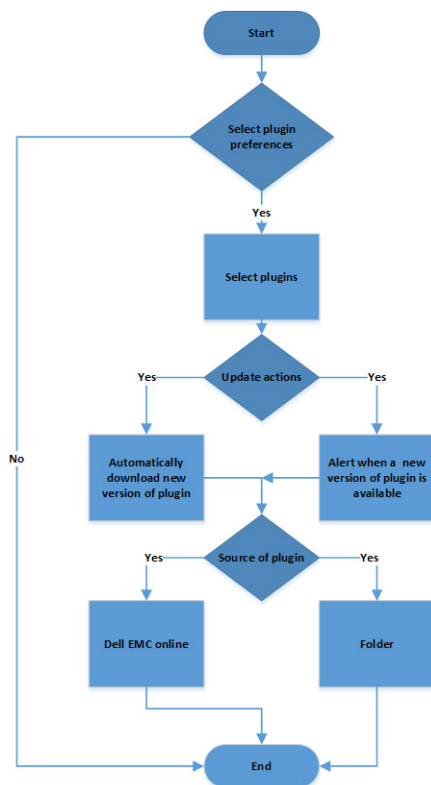 Start
Select plugin
preferences
Yes
Select plugins
Update actions
Yes
Yes
No
Automatically
download new
version of plugin
Alert when a new
version of plugin is
available
Source of plugin
Yes
Yes
Dell EMC online
Folder
End